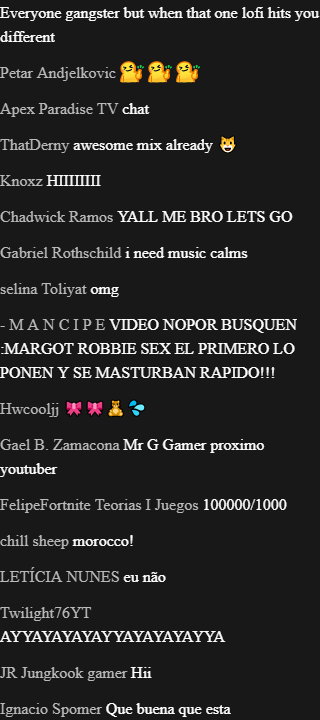 Everyone gangster but when that one lofi hits you
different
Petar Andjelkovic
Apex Paradise TV chat
ThatDerny awesome mix already
Knoxz HIIIIIIII
Chadwick Ramos YALL ME BRO LETS GO
Gabriel Rothschild i need music calms
selina Toliyat omg
- M A N C I P E VIDEO NOPOR BUSQUEN
:MARGOT ROBBIE SEX EL PRIMERO LO
PONEN Y SE MASTURBAN RAPIDO!!!
Hwcooljj 🎀🎀🧸💦
Gael B. Zamacona Mr G Gamer proximo
youtuber
FelipeFortnite Teorias I Juegos 100000/1000
chill sheep morocco!
LETÍCIA NUNES eu não
Twilight76YT
AYYAYAYAYAYYAYAYAYAYYA
JR Jungkook gamer Hii
Ignacio Spomer Que buena que esta